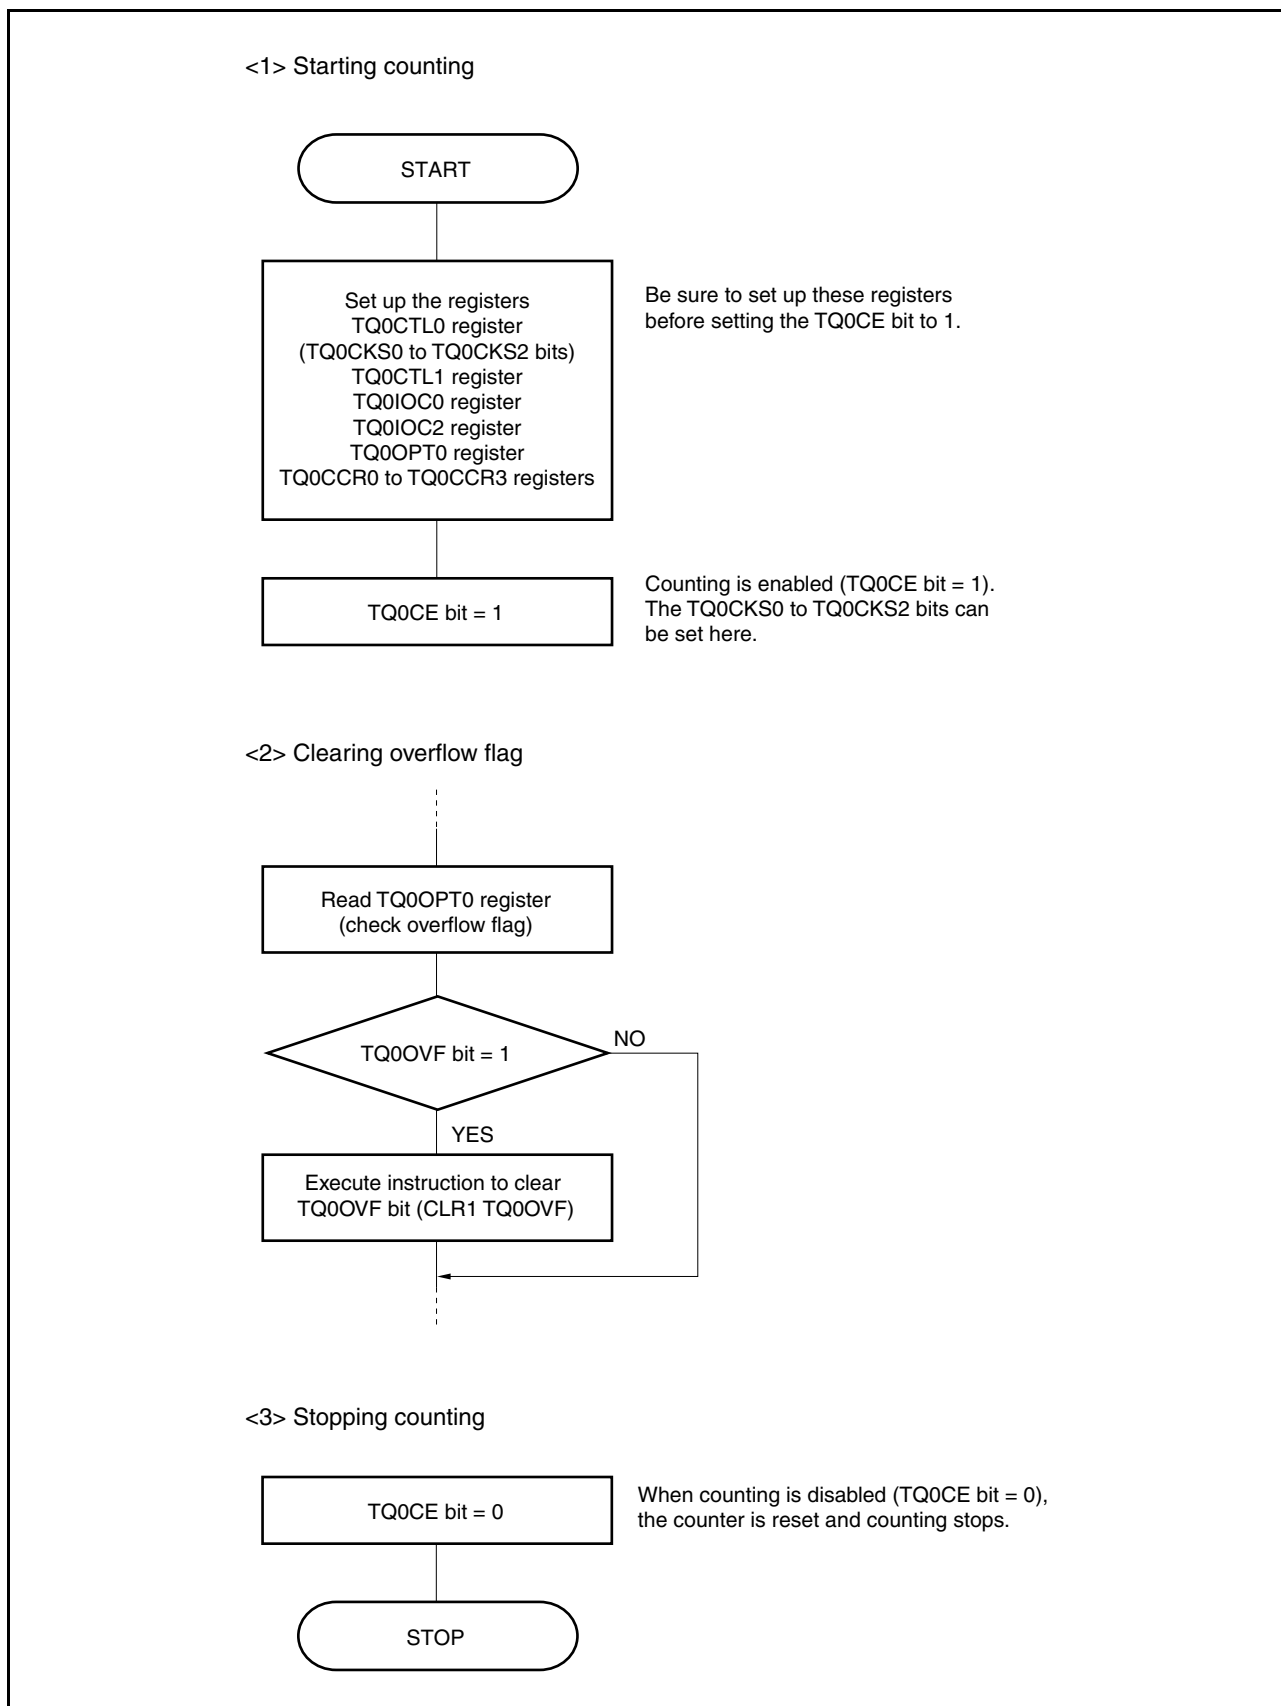 <1> Starting counting
START
Set up the registers
TQ0CTL0 register
(TQ0CKS0 to TQ0CKS2 bits)
TQ0CTL1 register
TQ0IOC0 register
TQ0IOC2 register
TQ0OPT0 register
TQ0CCR0 to TQ0CCR3 registers
Be sure to set up these registers
before setting the TQ0CE bit to 1.
TQ0CE bit = 1
Counting is enabled (TQ0CE bit = 1).
The TQ0CKS0 to TQ0CKS2 bits can
be set here.
<2> Clearing overflow flag
Read TQ0OPT0 register
(check overflow flag)
TQ0OVF bit = 1
NO
YES
Execute instruction to clear
TQ0OVF bit (CLR1 TQ0OVF)
<3> Stopping counting
TQ0CE bit = 0
When counting is disabled (TQ0CE bit = 0),
the counter is reset and counting stops.
STOP